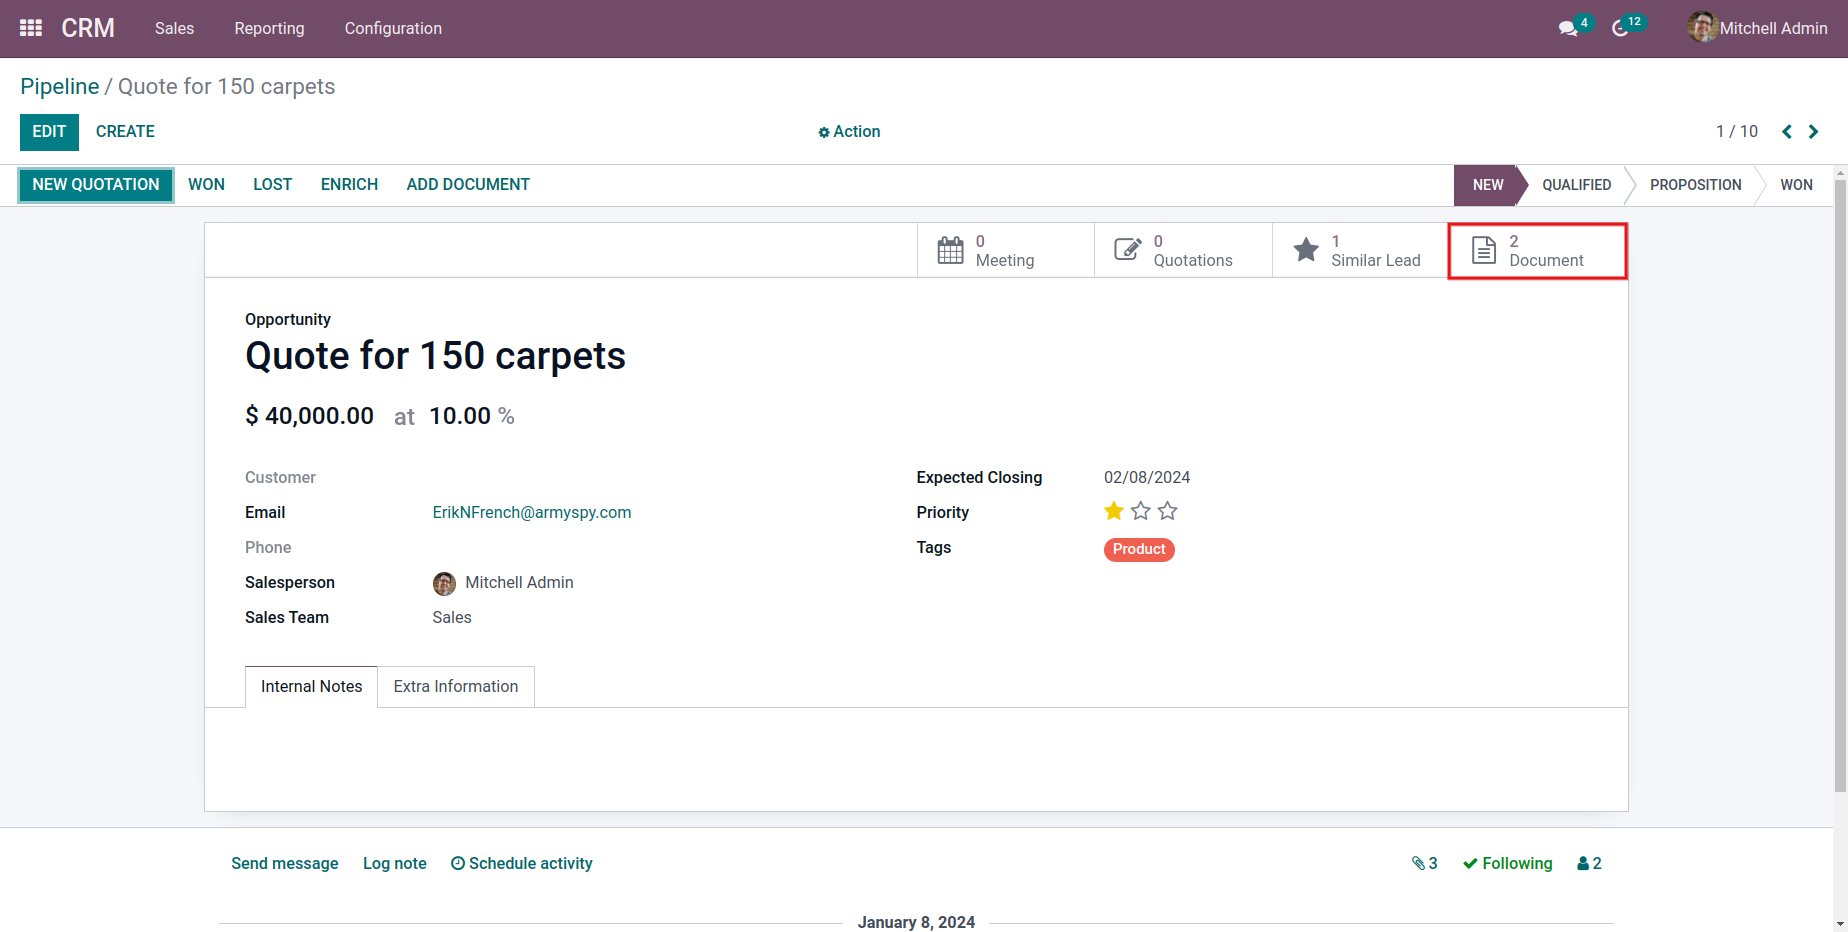 CRM Sales Reporting Configuration 4 12 Mitchell Admin
Pipeline / Quote for 150 carpets
EDIT CREATE Action 1 / 10
NEW QUOTATION WON LOST ENRICH ADD DOCUMENT NEW QUALIFIED PROPOSITION WON
0 0 1 2
Meeting Quotations Similar Lead Document
Opportunity
Quote for 150 carpets
$ 40,000.00 at 10.00 %
Customer Expected Closing 02/08/2024
Email ErikNFrench@armyspy.com Priority
Phone Tags Product
Salesperson Mitchell Admin
Sales Team Sales
Internal Notes Extra Information
Send message Log note Schedule activity 3 Following 2
January 8, 2024